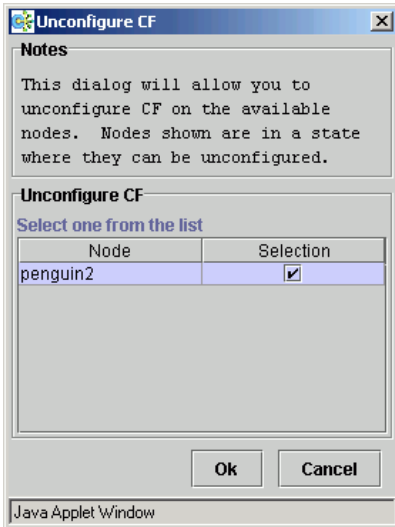 Unconfigure CF
Notes
This dialog will allow you to
unconfigure CF on the available
nodes.  Nodes shown are in a state
where they can be unconfigured.
Unconfigure CF
Select one from the list
Node Selection
penguin2
Ok Cancel
Java Applet Window